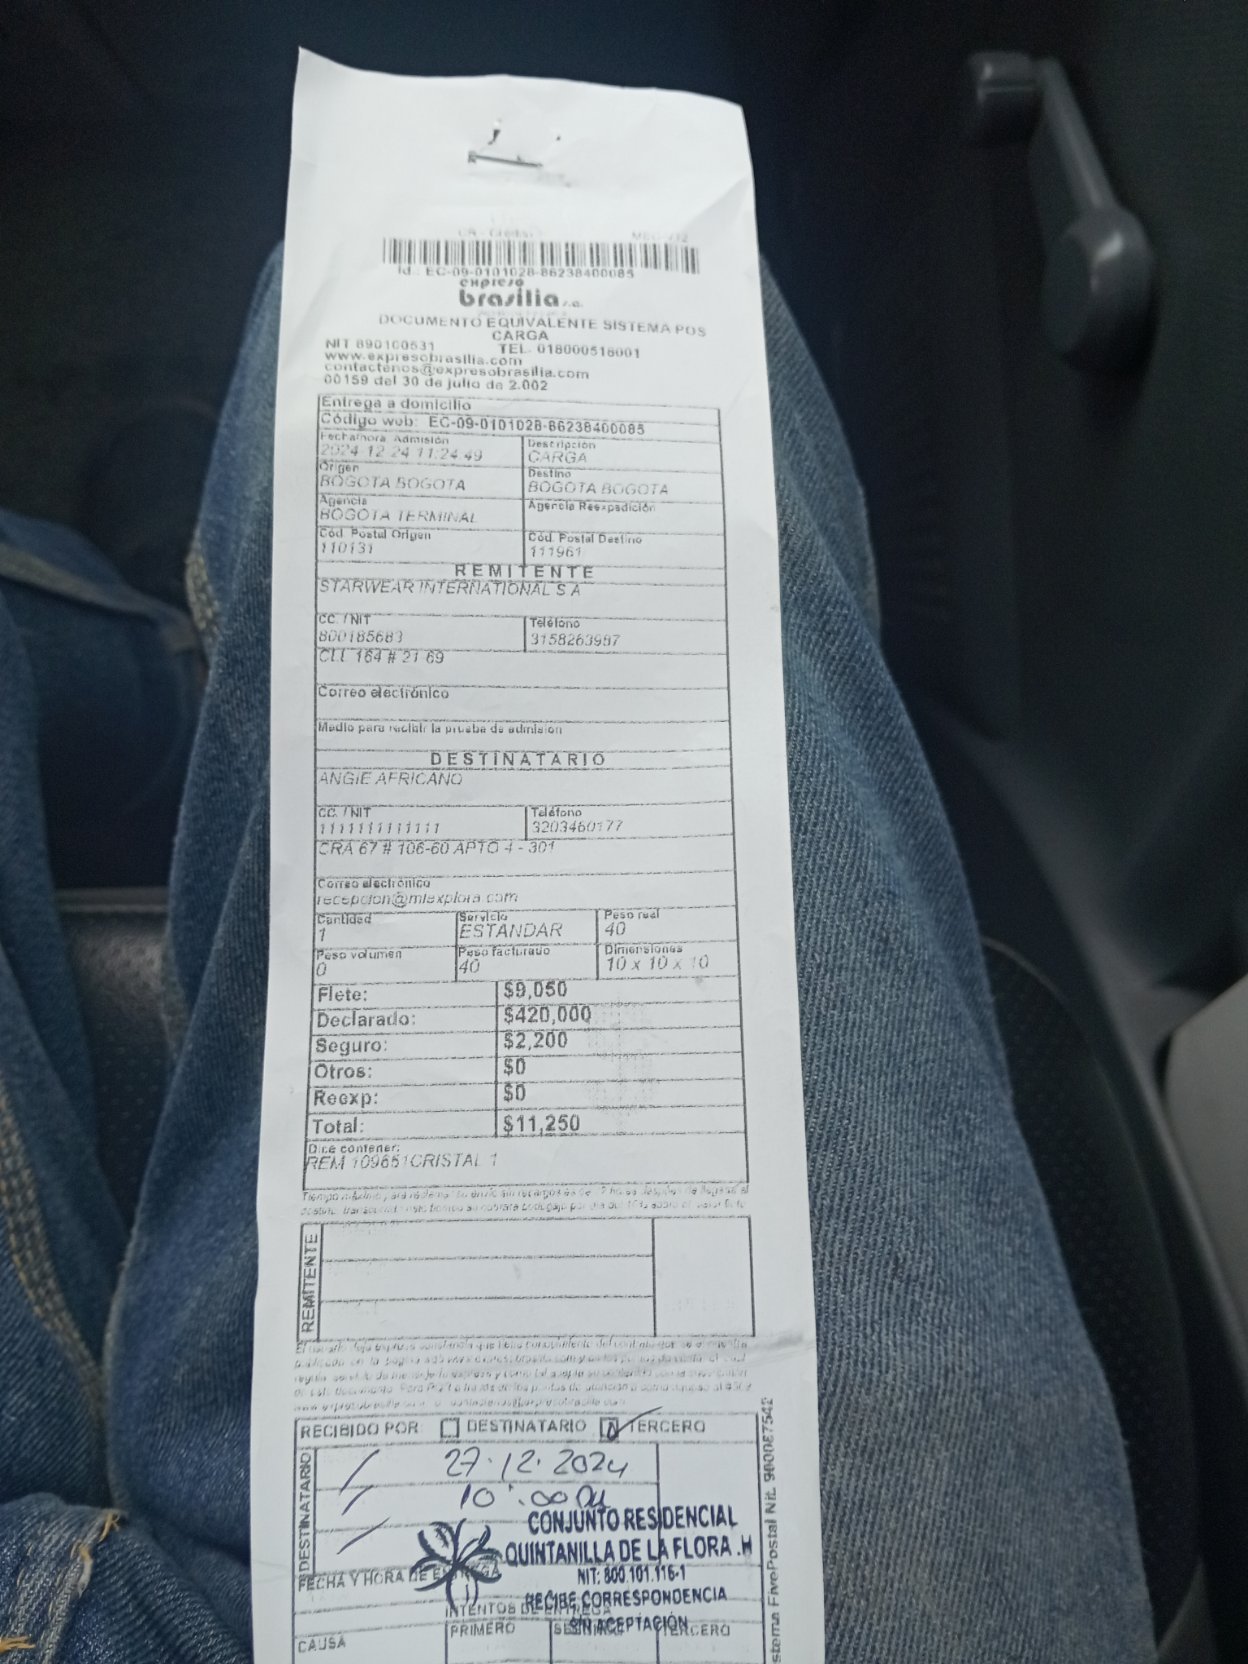 Id.: EC-09-0101028-86238400085
expreso
brasilia s.a.
DOCUMENTO EQUIVALENTE SISTEMA POS
CARGA
NIT 890100531 TEL. 018000518001
www.expresobrasilia.com
contactenos@expresobrasilia.com
00159 del 30 de julio de 2.002
Entrega a domicilio
Código web: EC-09-0101028-86238400085
Fecha/hora Admisión Descripción
2024-12-24 11:24:49 CARGA
Origen Destino
BOGOTA BOGOTA BOGOTA BOGOTA
Agencia Agencia Reexpedición
BOGOTA TERMINAL
Cód. Postal Origen Cód. Postal Destino
110131 111961
REMITENTE
STARWEAR INTERNATIONAL S A
CC. / NIT Teléfono
800185683 3158263997
CLL 164 # 21 69
Correo electrónico
Medio para recibir la prueba de admisión
DESTINATARIO
ANGIE AFRICANO
CC. / NIT Teléfono
1111111111111 3203460177
CRA 67 # 106-60 APTO 4 - 301
Correo electrónico
recepcion@mlexplora.com
Cantidad Servicio Peso real
1 ESTANDAR 40
Peso volumen Peso facturado Dimensiones
0 40 10 x 10 x 10
Flete: $9,050
Declarado: $420,000
Seguro: $2,200
Otros: $0
Reexp: $0
Total: $11,250
Dice contener:
REM 109651CRISTAL 1
REMITENTE
RECIBIDO POR DESTINATARIO TERCERO
DESTINATARIO
27.12.2024
10:00
CONJUNTO RESIDENCIAL
QUINTANILLA DE LA FLORA .H
NIT: 800.101.116-1
FECHA Y HORA DE ENTREGA
RECIBE CORRESPONDENCIA
INTENTOS DE ENTREGA
SIN ACEPTACIÓN
CAUSA PRIMERO TERCERO
stema FivePostal Nit. 900087542